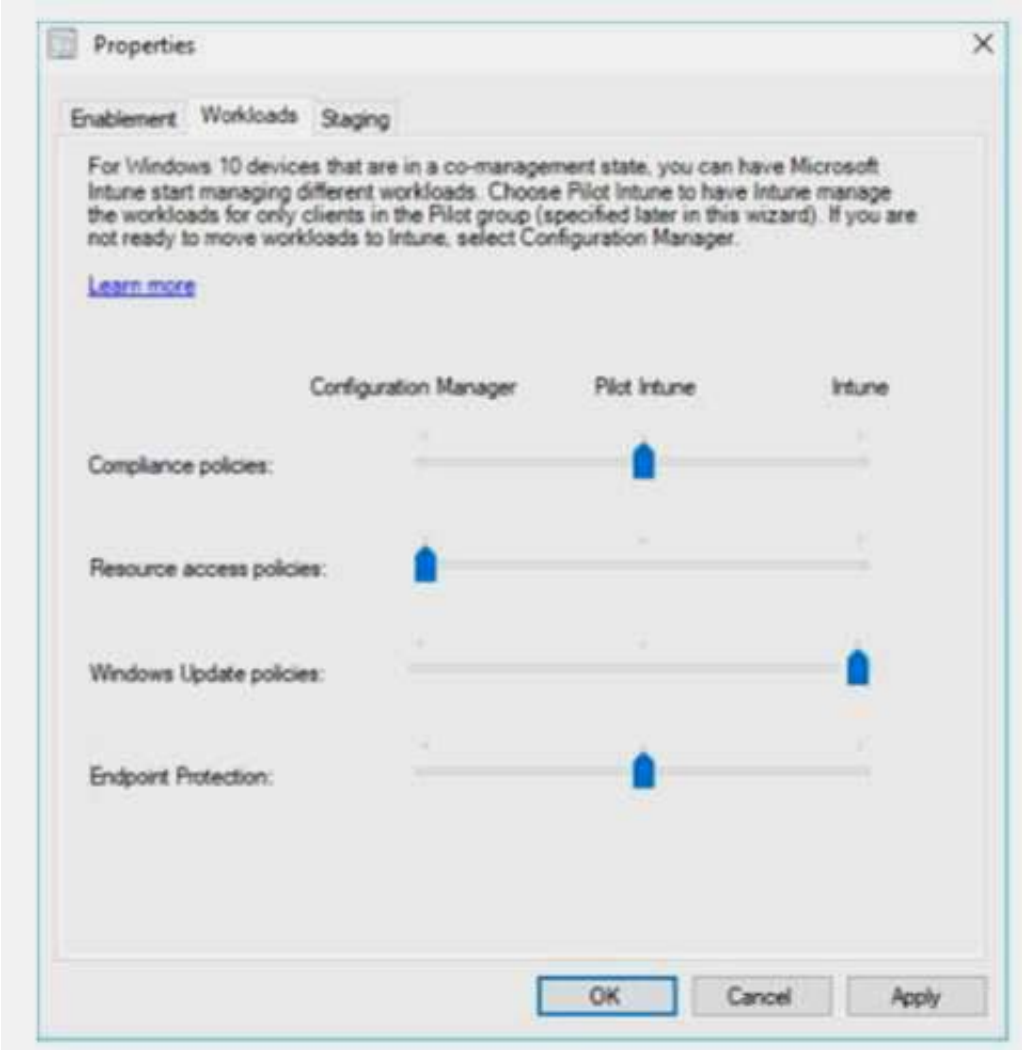 Properties
Enablement Workloads Staging
For Windows 10 devices that are in a co-management state, you can have Microsoft
Intune start managing different workloads. Choose Pilot Intune to have Intune manage
the workloads for only clients in the Pilot group (specified later in this wizard). If you are
not ready to move workloads to Intune, select Configuration Manager.
Learn more
Configuration Manager Pilot Intune Intune
Compliance policies:
Resource access policies:
Windows Update policies:
Endpoint Protection:
OK Cancel Apply